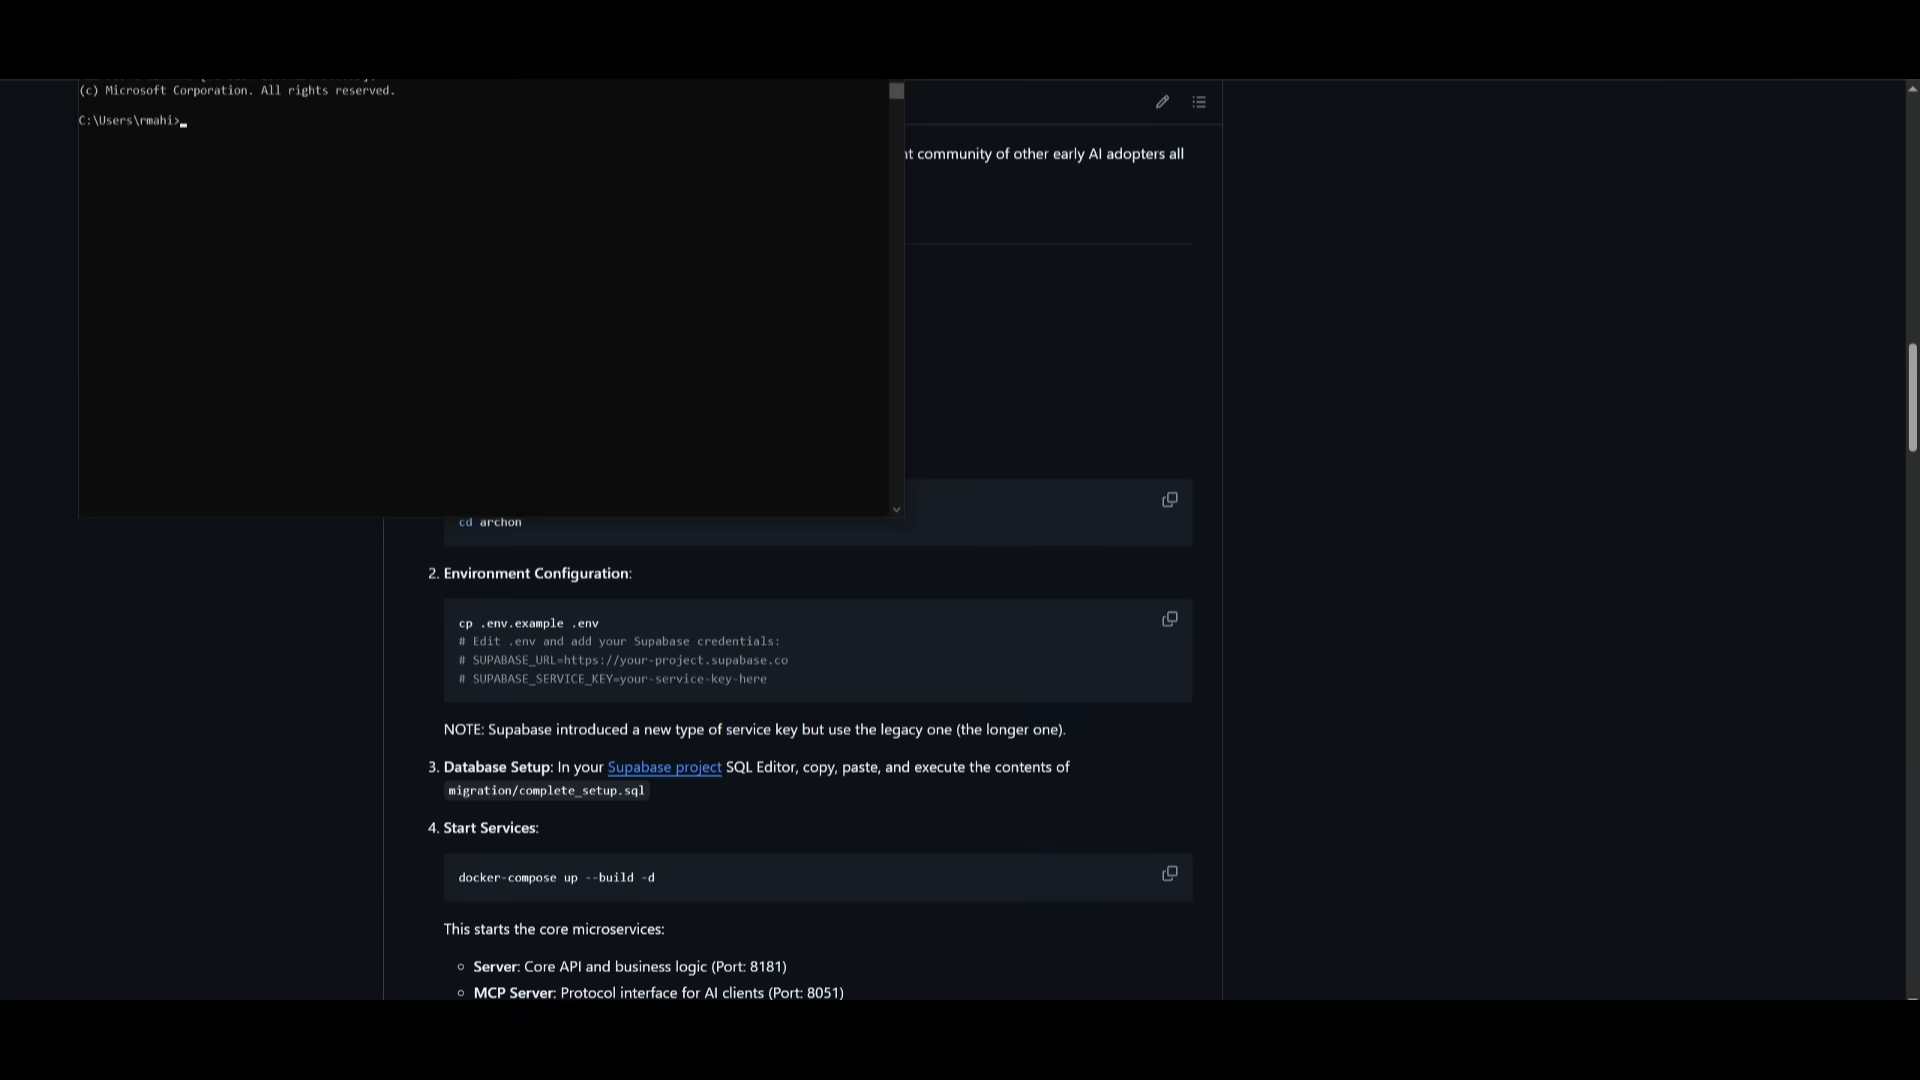 (c) Microsoft Corporation. All rights reserved.
C:\Users\rmahi>
nt community of other early AI adopters all
cd archon
2. Environment Configuration:
cp .env.example .env
# Edit .env and add your Supabase credentials:
# SUPABASE_URL=https://your-project.supabase.co
# SUPABASE_SERVICE_KEY=your-service-key-here
NOTE: Supabase introduced a new type of service key but use the legacy one (the longer one).
3. Database Setup: In your Supabase project SQL Editor, copy, paste, and execute the contents of
migration/complete_setup.sql
4. Start Services:
docker-compose up --build -d
This starts the core microservices:
Server: Core API and business logic (Port: 8181)
MCP Server: Protocol interface for AI clients (Port: 8051)